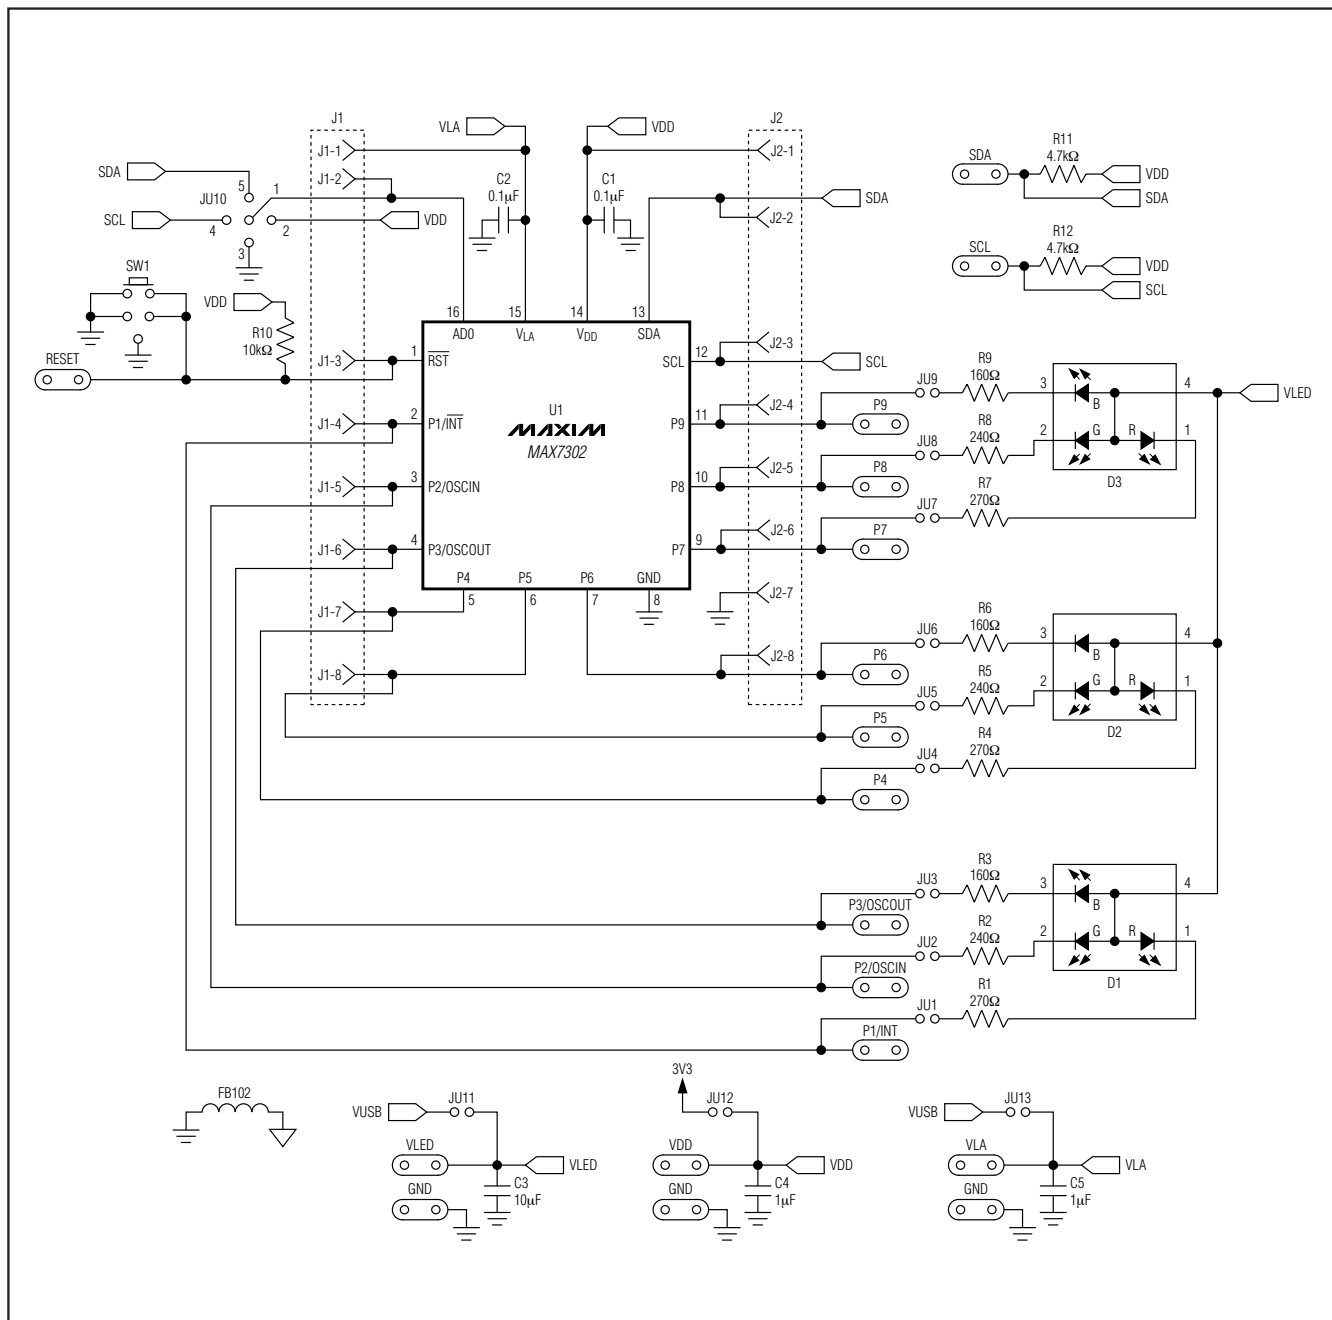 J1
VLA
VDD
J2
J1-1
J2-1
SDA
R11
4.7kΩ
VDD
SDA
SDA
J1-2
C2
0.1µF
C1
0.1µF
SDA
JU10
5
1
SCL
4
2
VDD
3
J2-2
SCL
R12
4.7kΩ
VDD
SCL
SW1
VDD
R10
10kΩ
RESET
16
15
14
13
AD0
VLA
VDD
SDA
J1-3
1
RST
SCL
12
J2-3
SCL
J1-4
2
P1/INT
U1
MAXIM
MAX7302
P9
11
J2-4
J1-5
3
P2/OSCIN
P8
10
J2-5
J1-6
4
P3/OSCOUT
P7
9
J2-6
P4
P5
P6
GND
5
6
7
8
J1-7
J2-7
J1-8
J2-8
JU9
R9
160Ω
3
4
VLED
B
P9
JU8
R8
240Ω
2
G
R
1
P8
D3
JU7
R7
270Ω
P7
JU6
R6
160Ω
3
4
B
P6
JU5
R5
240Ω
2
G
R
1
P5
D2
JU4
R4
270Ω
P4
JU3
R3
160Ω
3
4
B
P3/OSCOUT
JU2
R2
240Ω
2
G
R
1
P2/OSCIN
D1
JU1
R1
270Ω
P1/INT
FB102
VUSB
JU11
VLED
VLED
GND
C3
10µF
3V3
JU12
VDD
VDD
GND
C4
1µF
VUSB
JU13
VLA
VLA
GND
C5
1µF